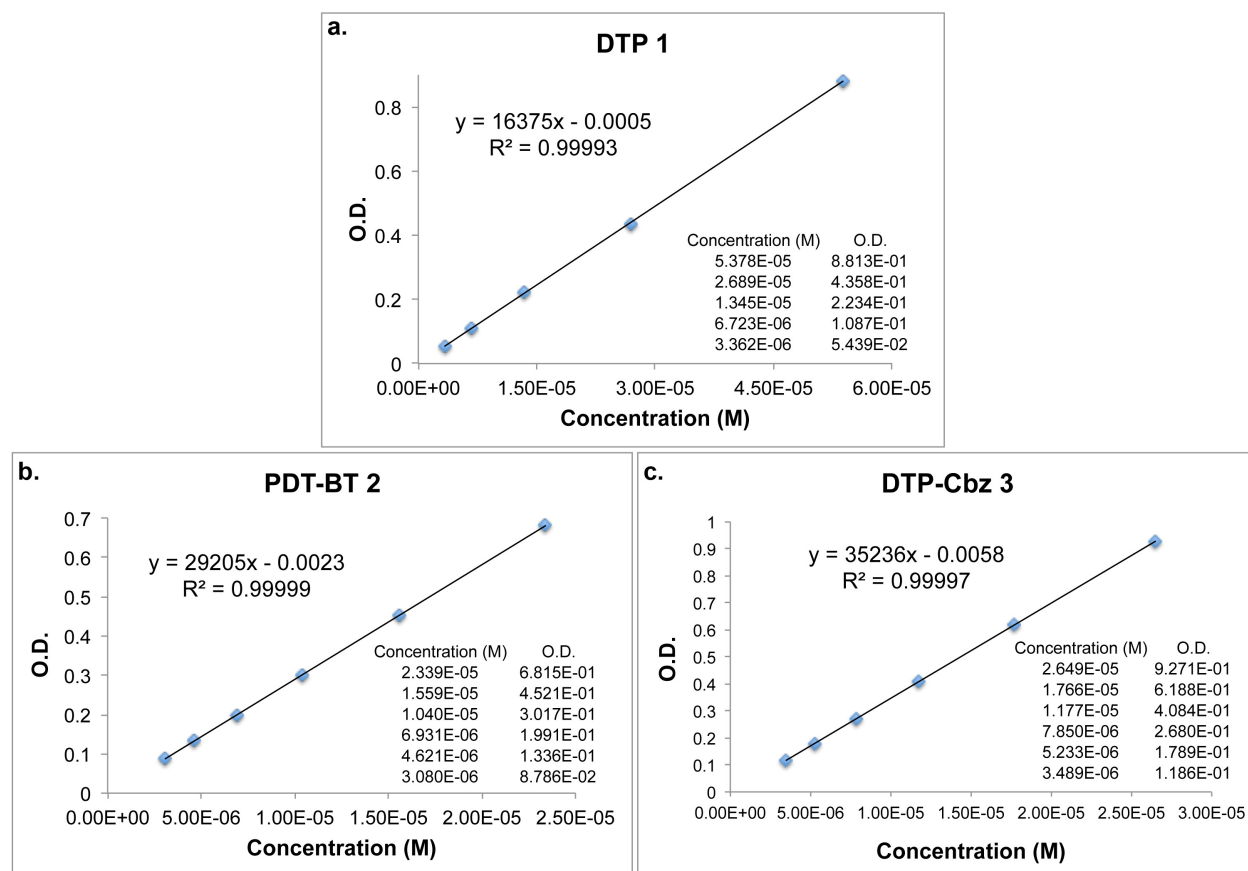 a.
DTP 1
y = 16375x - 0.0005
R² = 0.99993
O.D.
0.8
0.6
0.4
0.2
0
Concentration (M) O.D.
5.378E-05 8.813E-01
2.689E-05 4.358E-01
1.345E-05 2.234E-01
6.723E-06 1.087E-01
3.362E-06 5.439E-02
0.00E+00 1.50E-05 3.00E-05 4.50E-05 6.00E-05
Concentration (M)
b.
PDT-BT 2
y = 29205x - 0.0023
R² = 0.99999
O.D.
0.7
0.6
0.5
0.4
0.3
0.2
0.1
0
Concentration (M) O.D.
2.339E-05 6.815E-01
1.559E-05 4.521E-01
1.040E-05 3.017E-01
6.931E-06 1.991E-01
4.621E-06 1.336E-01
3.080E-06 8.786E-02
0.00E+00 5.00E-06 1.00E-05 1.50E-05 2.00E-05 2.50E-05
Concentration (M)
c.
DTP-Cbz 3
y = 35236x - 0.0058
R² = 0.99997
O.D.
1
0.9
0.8
0.7
0.6
0.5
0.4
0.3
0.2
0.1
0
Concentration (M) O.D.
2.649E-05 9.271E-01
1.766E-05 6.188E-01
1.177E-05 4.084E-01
7.850E-06 2.680E-01
5.233E-06 1.789E-01
3.489E-06 1.186E-01
0.00E+00 5.00E-06 1.00E-05 1.50E-05 2.00E-05 2.50E-05 3.00E-05
Concentration (M)